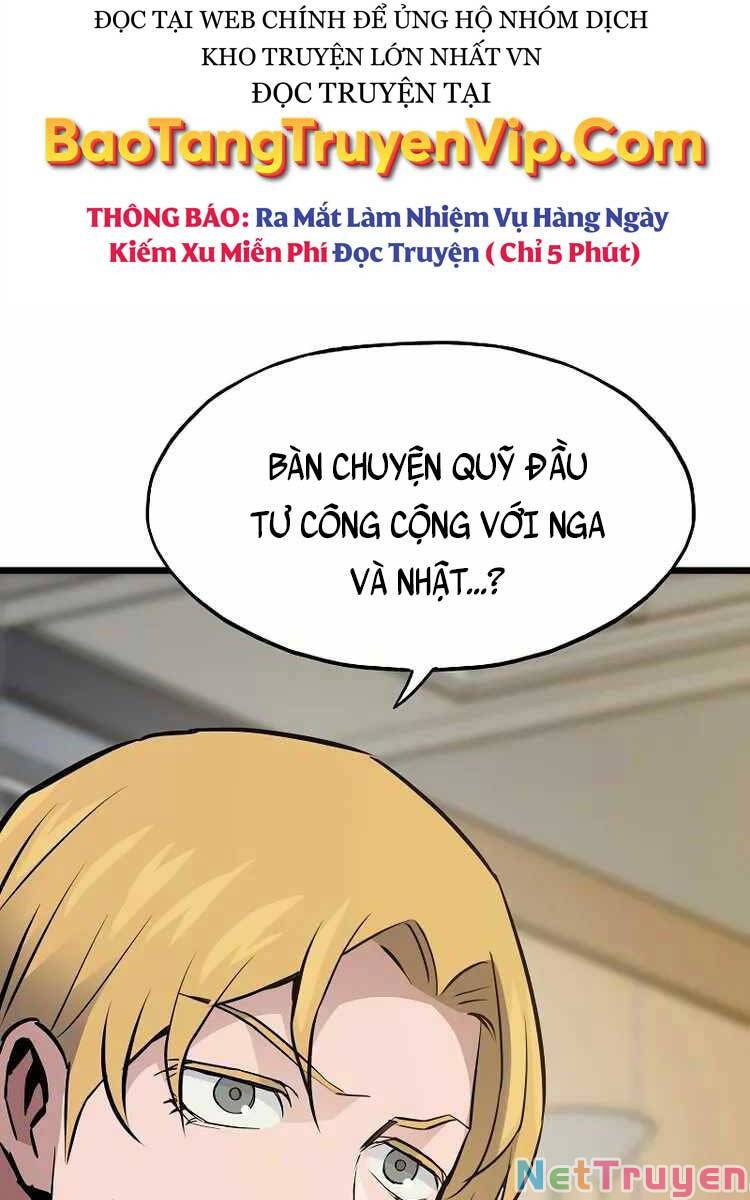 ĐỌC TẠI WEB CHÍNH ĐỂ ỦNG HỘ NHÓM DỊCH
KHO TRUYỆN LỚN NHẤT VN
ĐỌC TRUYỆN TẠI
BaoTangTruyenVip.Com
THÔNG BÁO: Ra Mắt Làm Nhiệm Vụ Hàng Ngày
Kiếm Xu Miễn Phí Đọc Truyện ( Chỉ 5 Phút)
BÀN CHUYỆN QUỸ ĐẦU
TƯ CÔNG CỘNG VỚI NGA
VÀ NHẬT...?
NetTruyen